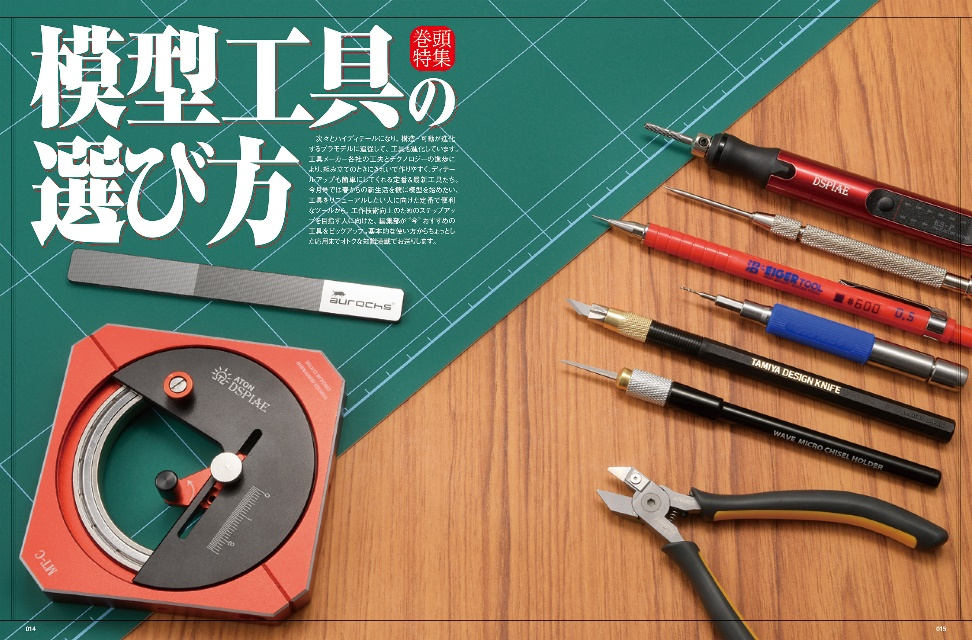 模型工具の
選び方
巻頭
特集
次々とハイディテールになり、構造・可動が進化
するプラモデルに追従して、工具も進化しています。
工具メーカー各社の工夫とテクノロジーの進歩に
より、組み立てのときにきれいで作りやすく、ディテー
ルアップも簡単にしてくれる定番&最新工具たち。
今月号では春からの新生活を機に模型を始めたい、
工具をリニューアルしたい人に向けた定番で便利
なツールから、工作技術向上のためのステップアッ
プを目指す人に向けた、編集部が“今”おすすめの
工具をピックアップ。基本的な使い方からちょっとし
た応用までオトクな知識満載でお送りします。
aurochs
ATON
DSPIAE
MT-C
DSPIAE
EIGER TOOL
#600 0.5
TAMIYA DESIGN KNIFE
WAVE MICRO CHISEL HOLDER
014
015